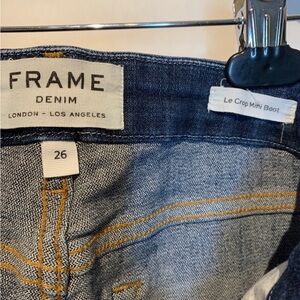 FRAME
DENIM
LONDON - LOS ANGELES
Le Crop Mini Boot
26